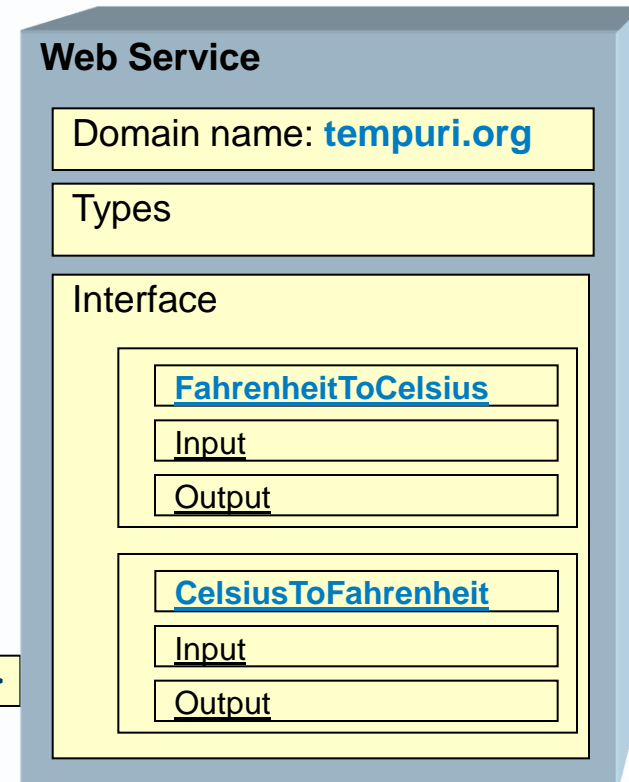 Web Service
Domain name: tempuri.org
Types
Interface
FahrenheitToCelsius
Input
Output
CelsiusToFahrenheit
Input
Output